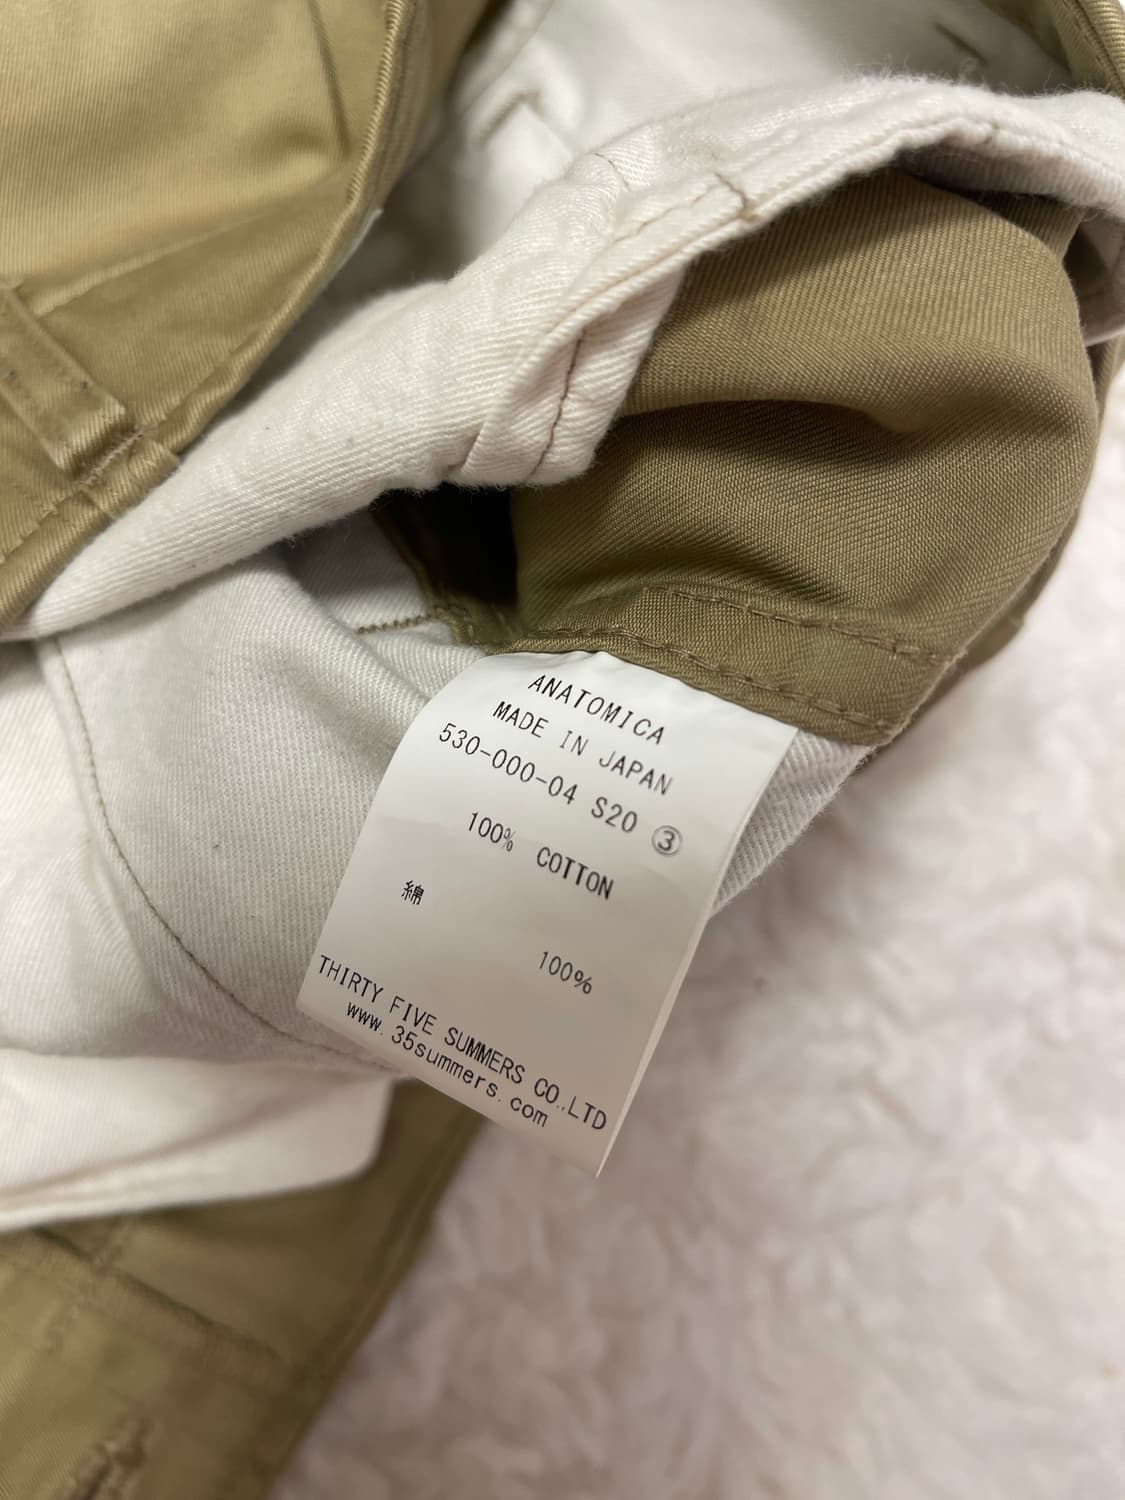 ANATOMICA
MADE IN JAPAN
530-000-04 S20 ③
100% COTTON
綿
100%
THIRTY FIVE SUMMERS CO.,LTD
www.35summers.com